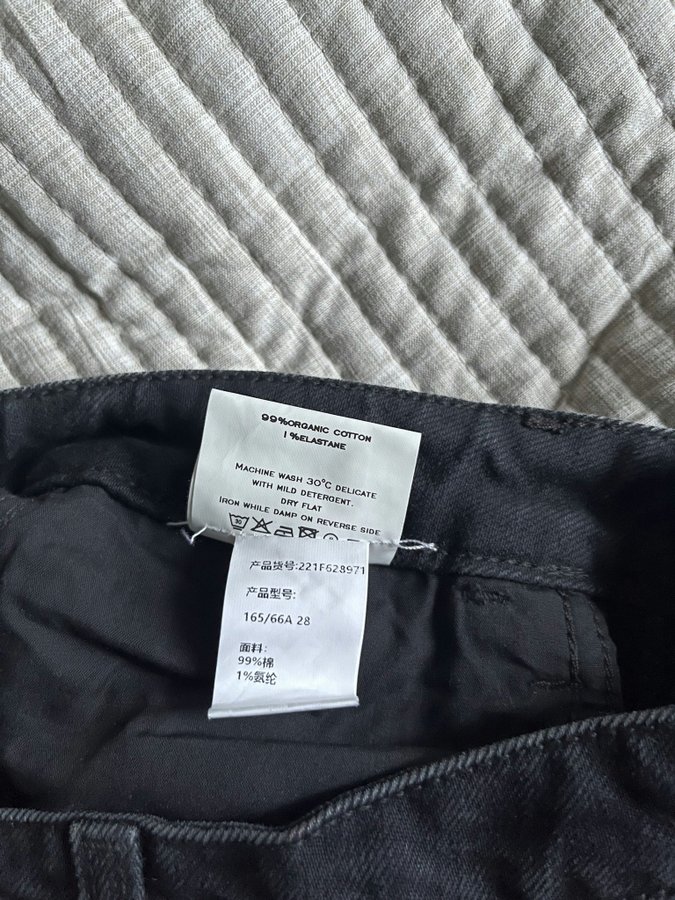 99%ORGANIC COTTON
1%ELASTANE
MACHINE WASH 30°C DELICATE
WITH MILD DETERGENT.
DRY FLAT
IRON WHILE DAMP ON REVERSE SIDE
30
产品货号:221F628971
产品型号:
165/66A 28
面料:
99%棉
1%氨纶